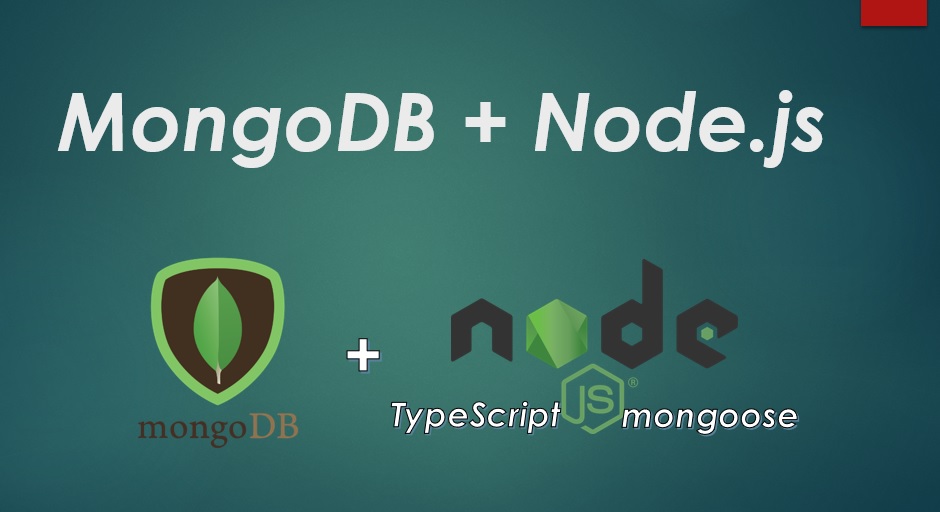 MongoDB + Node.js
mongoDB
+
node
JS®
TypeScript
mongoose